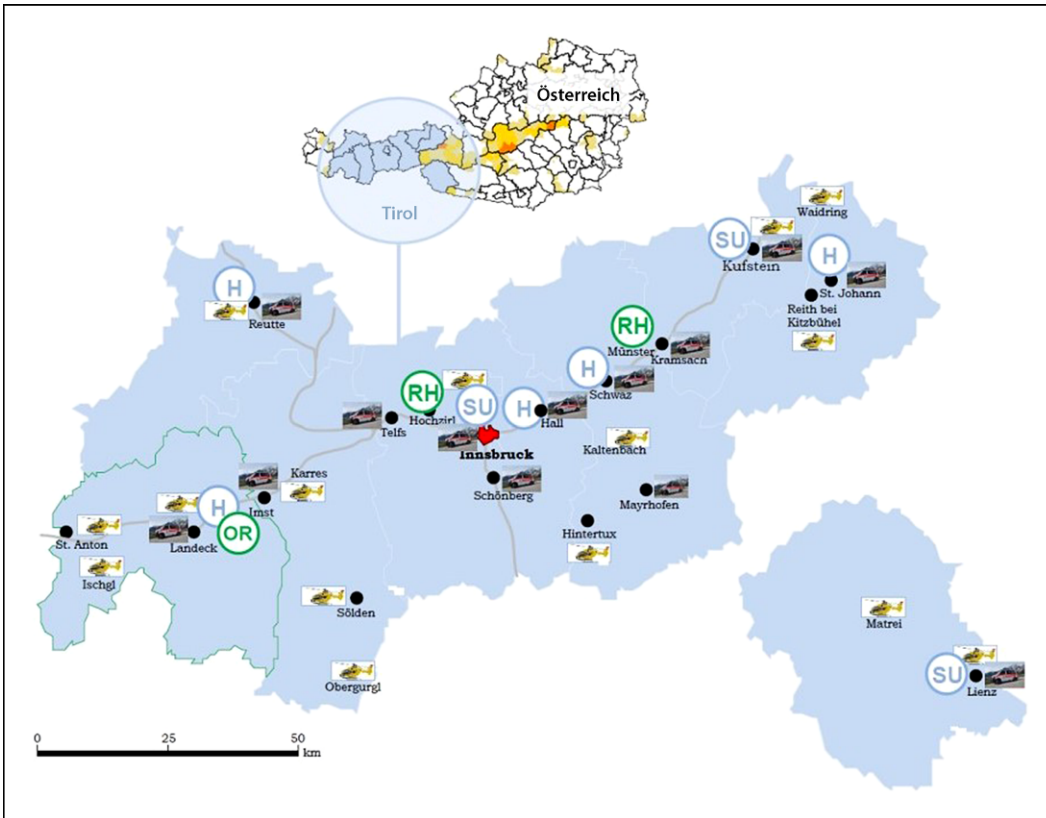 Österreich
Tirol
Waidring
SU
Kufstein
H
St. Johann
Reith bei
Kitzbühel
H
Reutte
RH
Münster
Kramsach
H
Schwaz
RH
Hochzirl
SU
H
Hall
Telfs
Innsbruck
Kaltenbach
Karres
Imst
Schönberg
Mayrhofen
H
OR
St. Anton
Landeck
Hintertux
Ischgl
Sölden
Matrei
Obergurgl
SU
Lienz
0 25 50
km